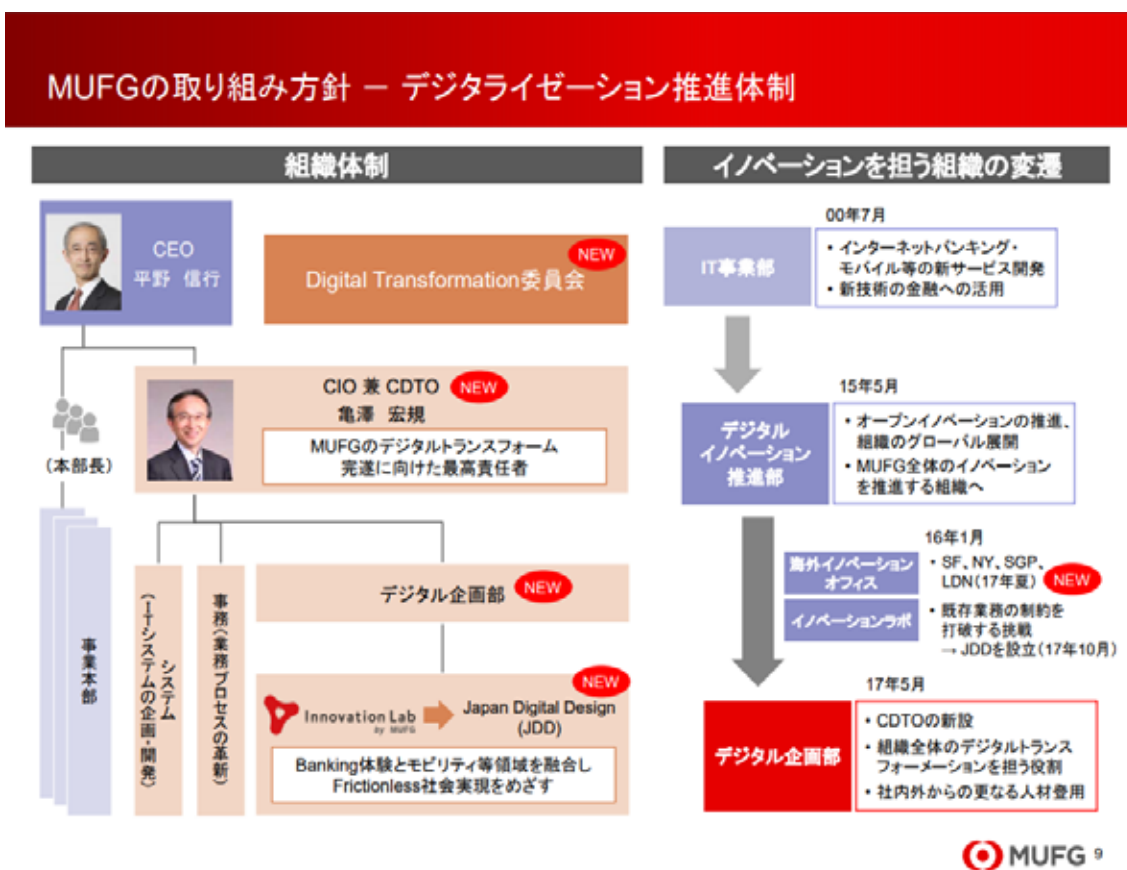 MUFGの取り組み方針 － デジタライゼーション推進体制
組織体制
CEO
平野 信行
NEW
Digital Transformation委員会
(本部長)
CIO 兼 CDTO
NEW
亀澤 宏規
MUFGのデジタルトランスフォーム
完遂に向けた最高責任者
事業本部
システム
(ITシステムの企画・開発)
事務(業務プロセスの革新)
デジタル企画部
NEW
NEW
Innovation Lab
by MUFG
Japan Digital Design
(JDD)
Banking体験とモビリティ等領域を融合し
Frictionless社会実現をめざす
イノベーションを担う組織の変遷
00年7月
IT事業部
・インターネットバンキング・
モバイル等の新サービス開発
・新技術の金融への活用
15年5月
デジタル
イノベーション
推進部
・オープンイノベーションの推進、
組織のグローバル展開
・MUFG全体のイノベーション
を推進する組織へ
16年1月
海外イノベーション
オフィス
・SF、NY、SGP、
LDN(17年夏)
NEW
イノベーションラボ
・既存業務の制約を
打破する挑戦
→ JDDを設立(17年10月)
17年5月
デジタル企画部
・CDTOの新設
・組織全体のデジタルトランス
フォーメーションを担う役割
・社内外からの更なる人材登用
MUFG
9